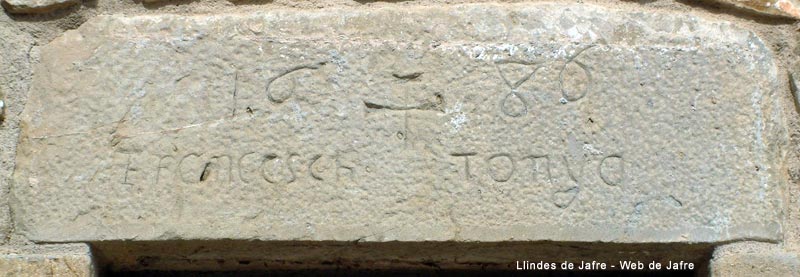 16 86
Francesch Tonya
Llindes de Jafre - Web de Jafre